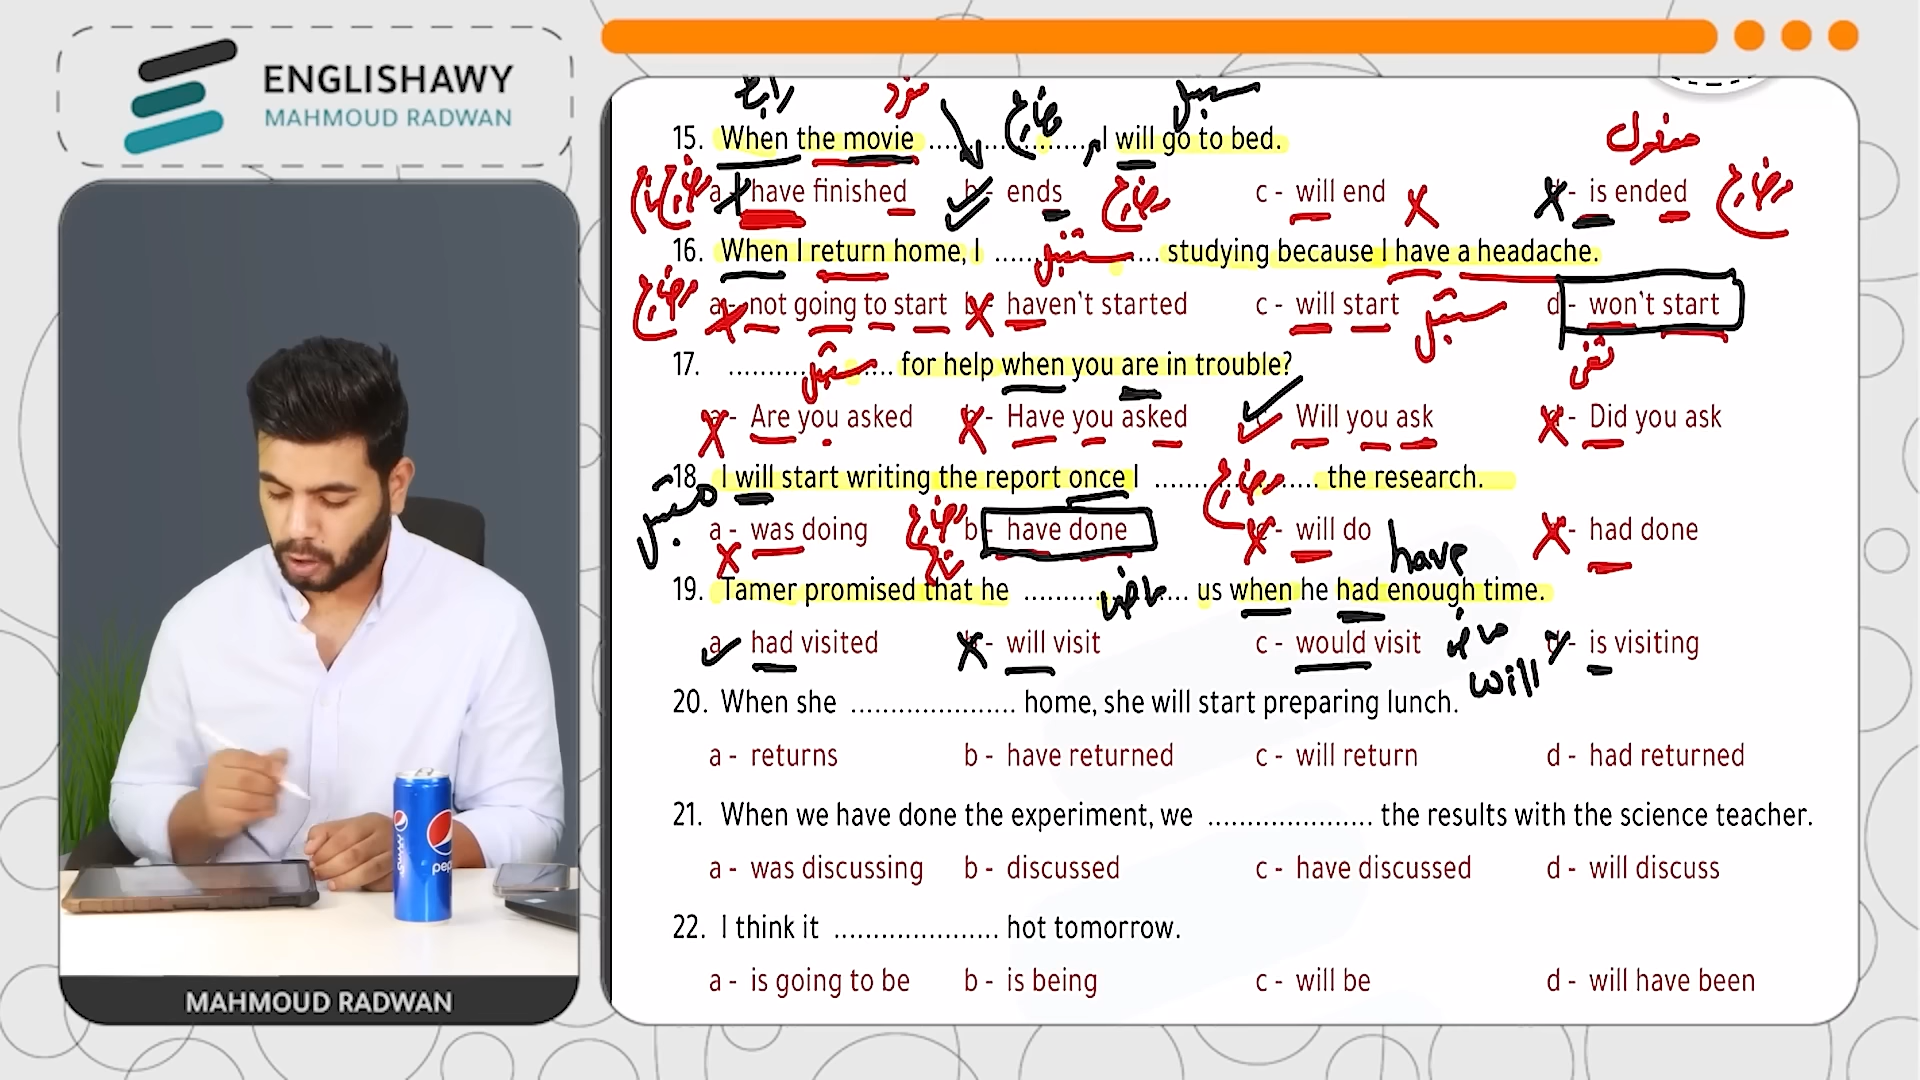 ENGLISHAWY
MAHMOUD RADWAN
15. When the movie ..................... , I will go to bed.
a - have finished b - ends c - will end d - is ended
مفعول
مضارع
مضارع
مضارع
16. When I return home, I ..................... studying because I have a headache.
a - not going to start b - haven't started c - will start d - won't start
مضارع
17. ..................... for help when you are in trouble?
a - Are you asked b - Have you asked c - Will you ask d - Did you ask
18. I will start writing the report once I ..................... the research.
مضارع
a - was doing b - have done c - will do d - had done
have
19. Tamer promised that he ..................... us when he had enough time.
a - had visited b - will visit c - would visit d - is visiting
will
20. When she ..................... home, she will start preparing lunch.
a - returns b - have returned c - will return d - had returned
21. When we have done the experiment, we ..................... the results with the science teacher.
a - was discussing b - discussed c - have discussed d - will discuss
22. I think it ..................... hot tomorrow.
a - is going to be b - is being c - will be d - will have been
pepsi
MAHMOUD RADWAN